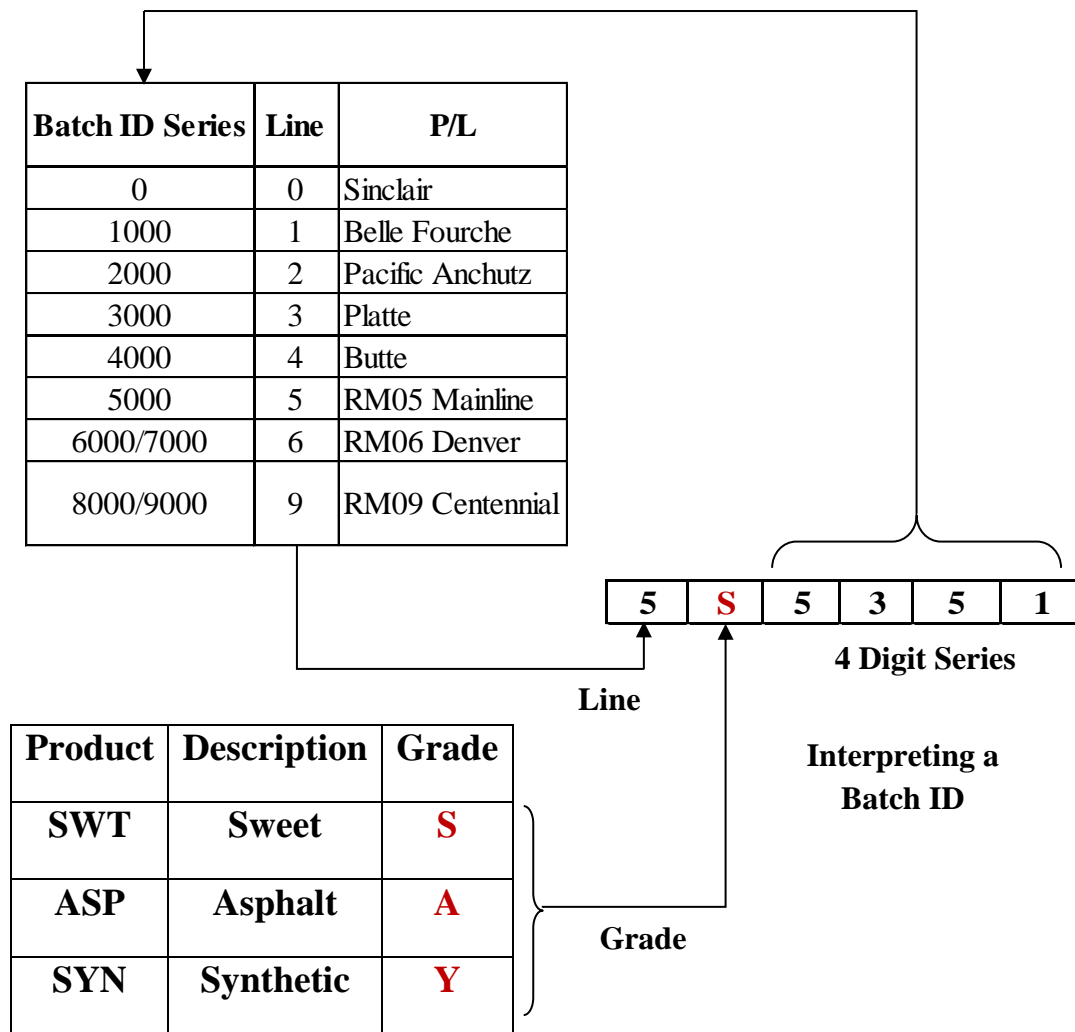 Batch ID Series Line P/L
0 0 Sinclair
1000 1 Belle Fourche
2000 2 Pacific Anchutz
3000 3 Platte
4000 4 Butte
5000 5 RM05 Mainline
6000/7000 6 RM06 Denver
8000/9000 9 RM09 Centennial
5 S 5 3 5 1
4 Digit Series
Line
Interpreting a
Batch ID
Product Description Grade
SWT Sweet S
ASP Asphalt A
SYN Synthetic Y
Grade